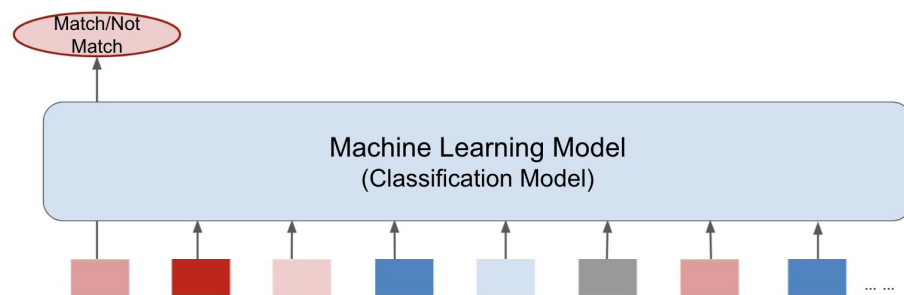 Match/Not
Match
Machine Learning Model
(Classification Model)
... ...